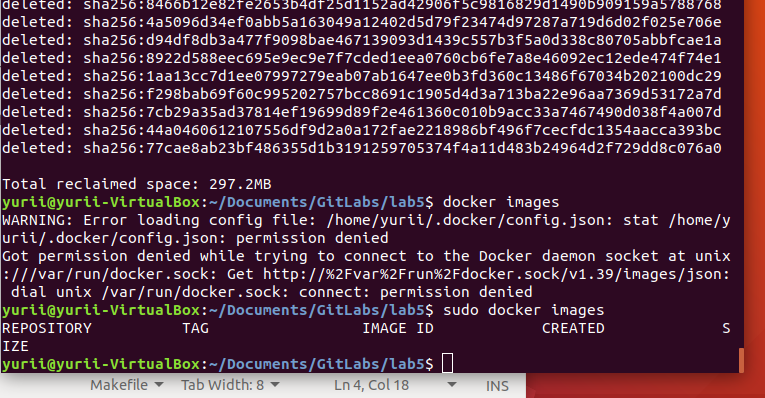 deleted: sha256:8466b12e82fe2653b4df25d1152ad42906f5c9816829d1490b909159a5788768
deleted: sha256:4a5096d34ef0abb5a163049a12402d5d79f23474d97287a719d6d02f025e706e
deleted: sha256:d94df8db3a477f9098bae467139093d1439c557b3f5a0d338c80705abbfcae1a
deleted: sha256:8922d588eec695e9ec9e7f7cded1eea0760cb6fe7a8e46092ec12ede474f74e1
deleted: sha256:1aa13cc7d1ee07997279eab07ab1647ee0b3fd360c13486f67034b202100dc29
deleted: sha256:f298bab69f60c995202757bcc8691c1905d4d3a713ba22e96aa7369d53172a7d
deleted: sha256:7cb29a35ad37814ef19699d89f2e461360c010b9acc33a7467490d038f4a007d
deleted: sha256:44a0460612107556df9d2a0a172fae2218986bf496f7cecfdc1354aacca393bc
deleted: sha256:77cae8ab23bf486355d1b3191259705374f4a11d483b24964d2f729dd8c076a0
Total reclaimed space: 297.2MB
yurii@yurii-VirtualBox:~/Documents/GitLabs/lab5$ docker images
WARNING: Error loading config file: /home/yurii/.docker/config.json: stat /home/y
urii/.docker/config.json: permission denied
Got permission denied while trying to connect to the Docker daemon socket at unix
:///var/run/docker.sock: Get http://%2Fvar%2Frun%2Fdocker.sock/v1.39/images/json:
dial unix /var/run/docker.sock: connect: permission denied
yurii@yurii-VirtualBox:~/Documents/GitLabs/lab5$ sudo docker images
REPOSITORY TAG IMAGE ID CREATED S
IZE
yurii@yurii-VirtualBox:~/Documents/GitLabs/lab5$
Makefile Tab Width: 8 Ln 4, Col 18 INS